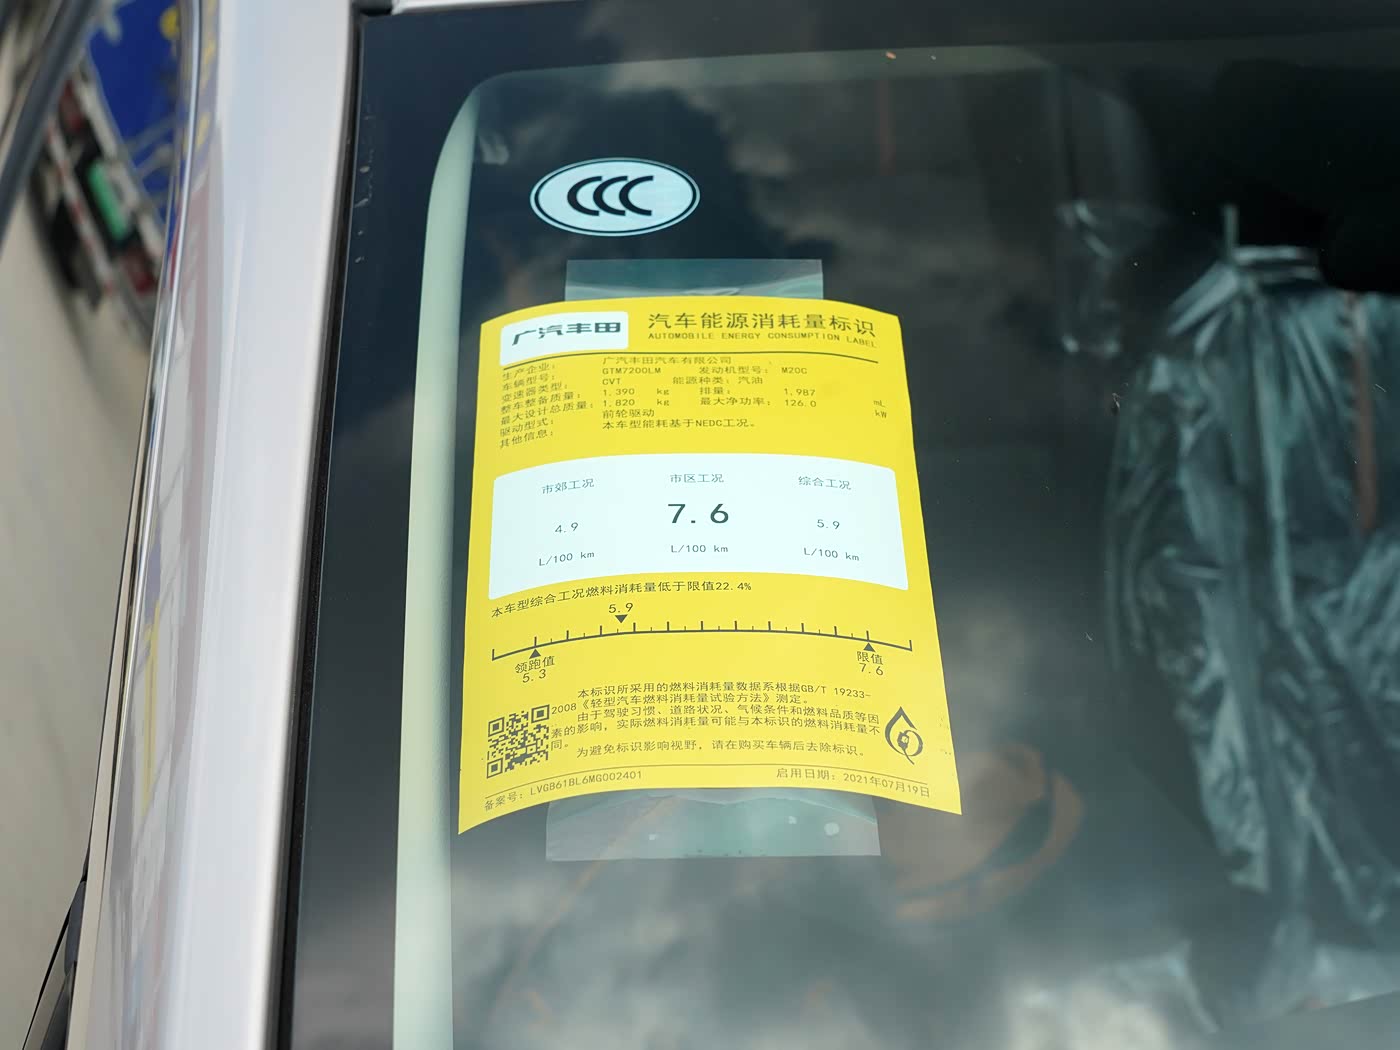 CCC
广汽丰田
汽车能源消耗量标识
AUTOMOBILE ENERGY CONSUMPTION LABEL
生产企业： 广汽丰田汽车有限公司
车辆型号： GTM7200LM 发动机型号： M20C
变速器类型： CVT 能源种类：汽油
整车整备质量： 1,390 kg 排量： 1,987 mL
最大设计总质量： 1,820 kg 最大净功率： 126.0 kW
驱动型式： 前轮驱动
其他信息： 本车型能耗基于NEDC工况。
市郊工况 市区工况 综合工况
4.9 7.6 5.9
L/100 km L/100 km L/100 km
本车型综合工况燃料消耗量低于限值22.4%
5.9
领跑值 限值
5.3 7.6
本标识所采用的燃料消耗量数据系根据GB/T 19233-
2008《轻型汽车燃料消耗量试验方法》测定。
由于驾驶习惯、道路状况、气候条件和燃料品质等因
素的影响，实际燃料消耗量可能与本标识的燃料消耗量不
同。
为避免标识影响视野，请在购买车辆后去除标识。
备案号：LVGB61BL6MG002401 启用日期：2021年07月19日